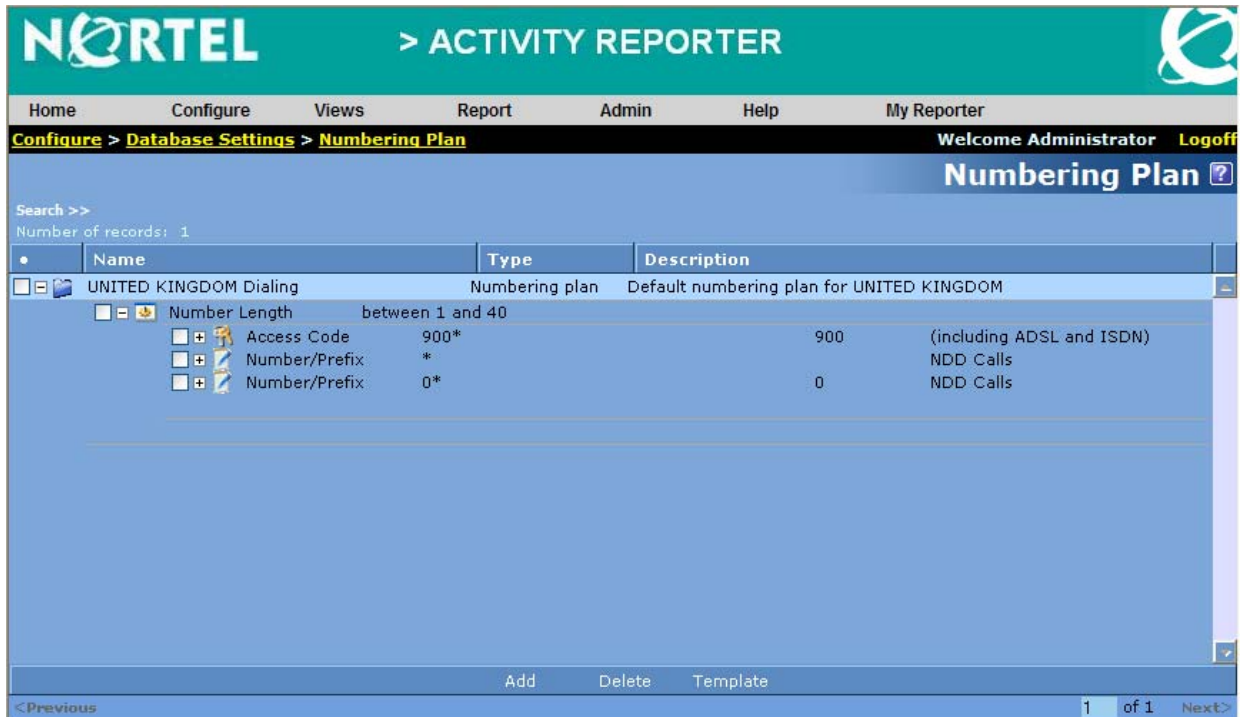 NORTEL > ACTIVITY REPORTER
Home Configure Views Report Admin Help My Reporter
Configure > Database Settings > Numbering Plan Welcome Administrator Logoff
Numbering Plan ?
Search >>
Number of records: 1
Name Type Description
UNITED KINGDOM Dialing Numbering plan Default numbering plan for UNITED KINGDOM
Number Length between 1 and 40
Access Code 900* 900 (including ADSL and ISDN)
Number/Prefix * NDD Calls
Number/Prefix 0* 0 NDD Calls
Add Delete Template
<Previous 1 of 1 Next>